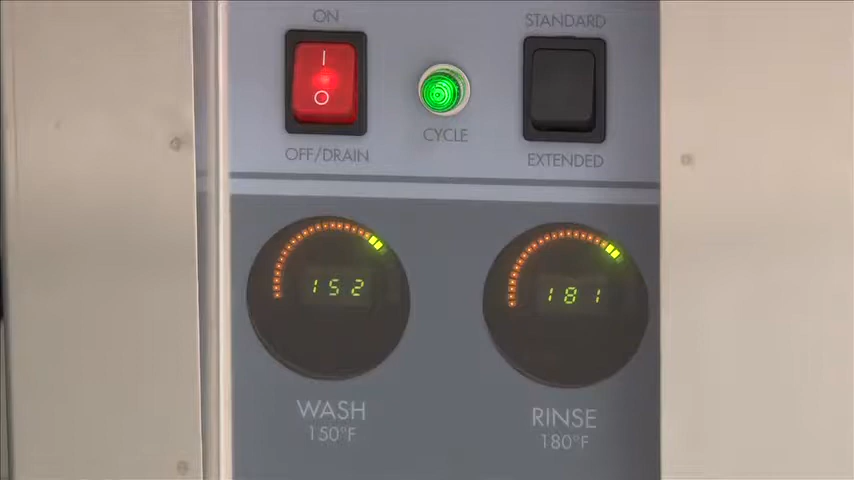 ON
STANDARD
I
O
CYCLE
OFF/DRAIN
EXTENDED
152
181
WASH
150°F
RINSE
180°F